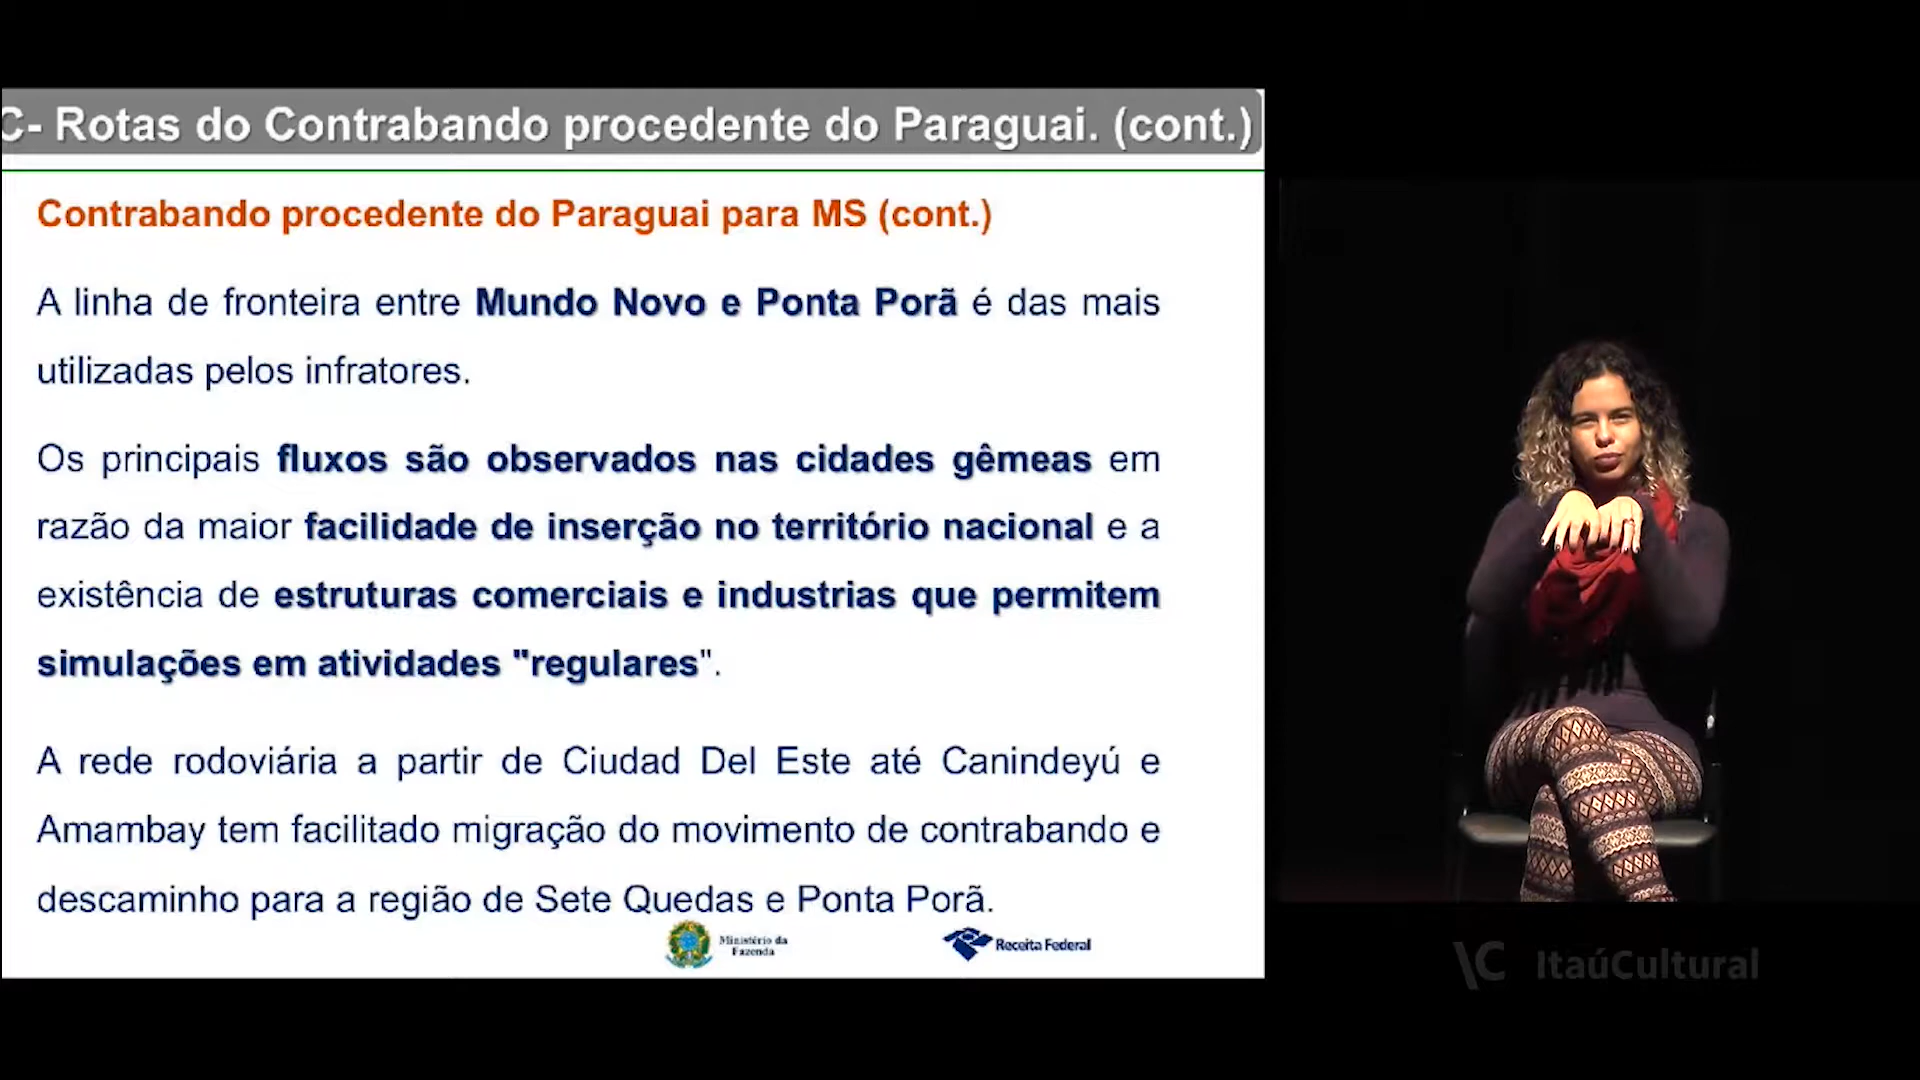 C- Rotas do Contrabando procedente do Paraguai. (cont.)
Contrabando procedente do Paraguai para MS (cont.)
A linha de fronteira entre Mundo Novo e Ponta Porã é das mais
utilizadas pelos infratores.
Os principais fluxos são observados nas cidades gêmeas em
razão da maior facilidade de inserção no território nacional e a
existência de estruturas comerciais e industrias que permitem
simulações em atividades "regulares".
A rede rodoviária a partir de Ciudad Del Este até Canindeyú e
Amambay tem facilitado migração do movimento de contrabando e
descaminho para a região de Sete Quedas e Ponta Porã.
Ministério da
Fazenda
Receita Federal
\C ItaúCultural